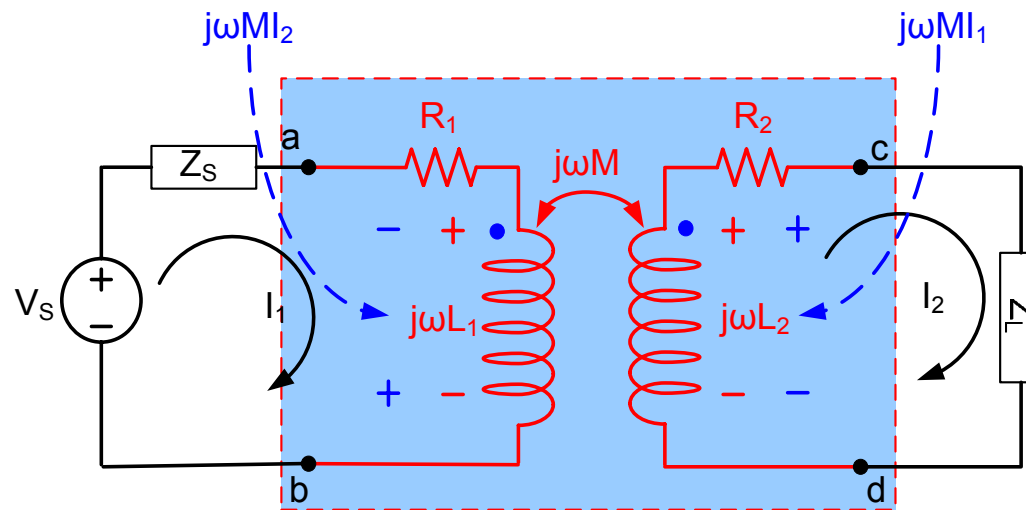 jωMI₂
jωMI₁
R₁
R₂
a
c
Z_S
jωM
− + + +
+
−
V_S
I₁
jωL₁
jωL₂
I₂
Z_L
+ − − −
b
d